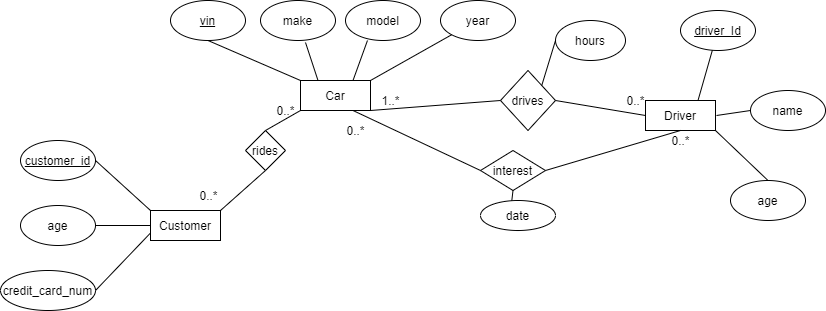 vin
make
model
year
hours
driver_Id
Car
0..*
1..*
drives
0..*
Driver
name
0..*
0..*
rides
customer_id
interest
0..*
age
date
Customer
age
credit_card_num